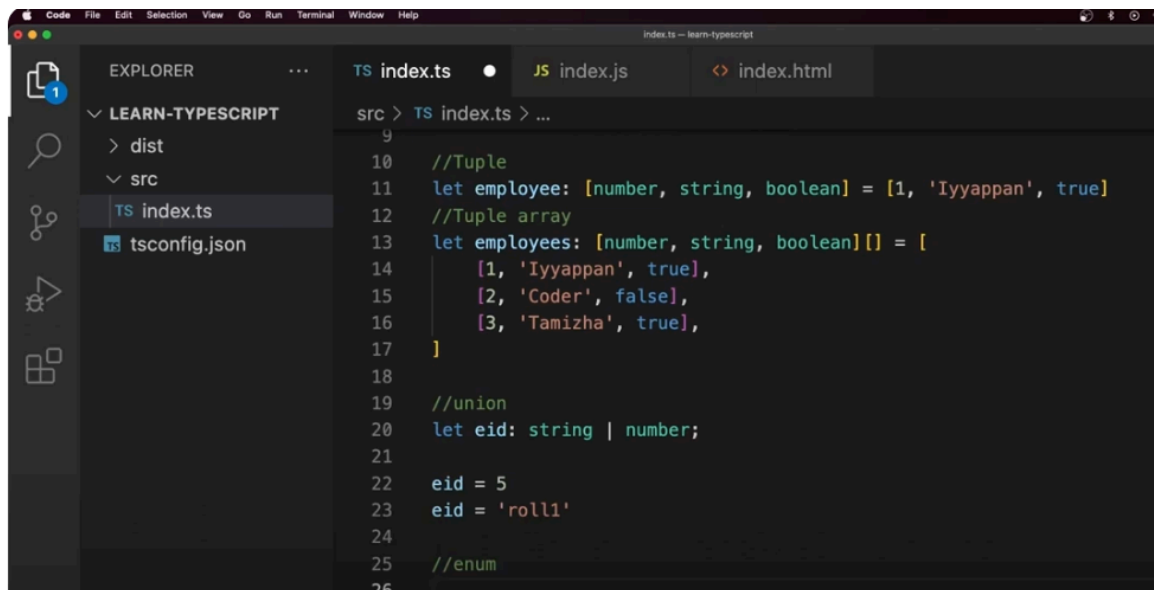 Code File Edit Selection View Go Run Terminal Window Help
index.ts — learn-typescript
EXPLORER ...
TS index.ts ● JS index.js <> index.html
1
LEARN-TYPESCRIPT
src > TS index.ts > ...
> dist
src
TS index.ts
TS tsconfig.json
9
10 //Tuple
11 let employee: [number, string, boolean] = [1, 'Iyyappan', true]
12 //Tuple array
13 let employees: [number, string, boolean][] = [
14 [1, 'Iyyappan', true],
15 [2, 'Coder', false],
16 [3, 'Tamizha', true],
17 ]
18
19 //union
20 let eid: string | number;
21
22 eid = 5
23 eid = 'roll1'
24
25 //enum
26